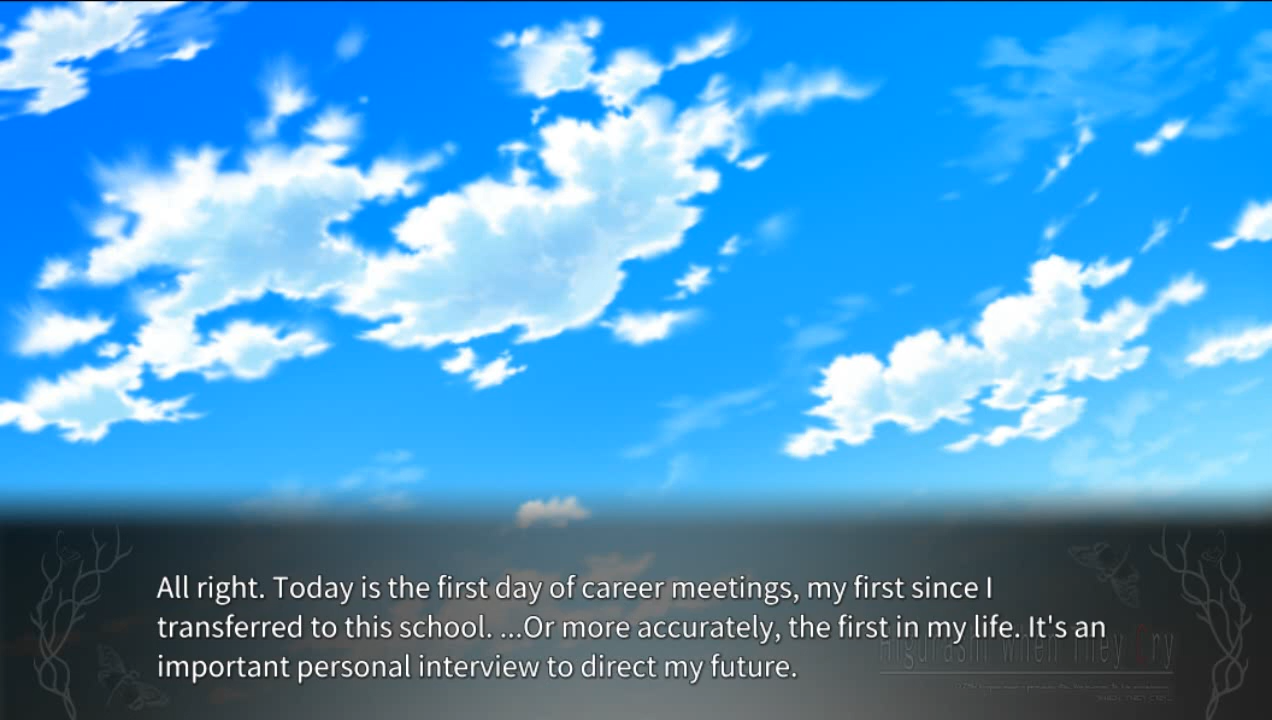 All right. Today is the first day of career meetings, my first since I
transferred to this school. ...Or more accurately, the first in my life. It's an
important personal interview to direct my future.
Higurashi When They Cry